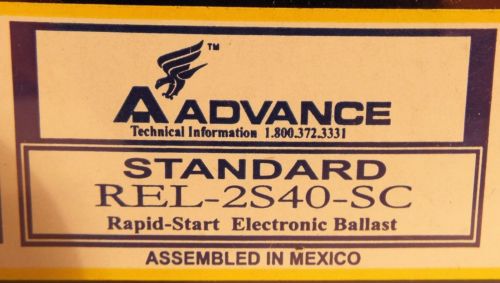 ™
ADVANCE
Technical Information 1.800.372.3331
STANDARD
REL-2S40-SC
Rapid-Start Electronic Ballast
ASSEMBLED IN MEXICO